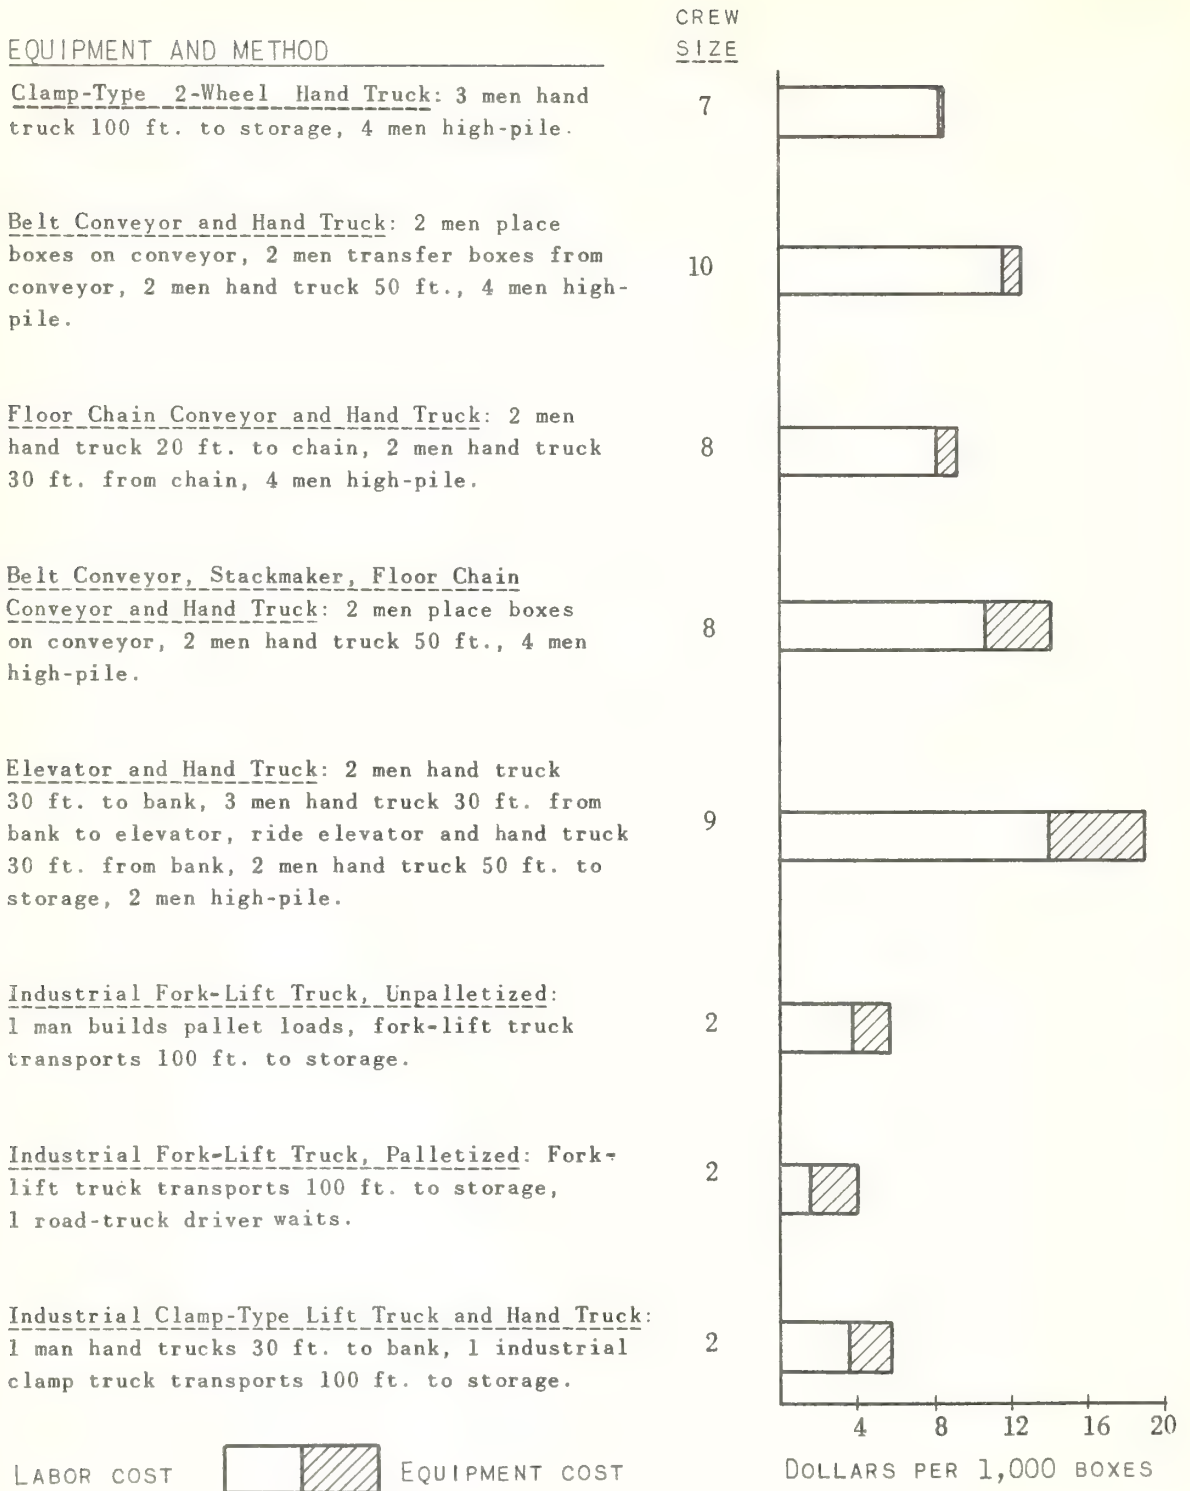 CREW
EQUIPMENT AND METHOD SIZE
Clamp-Type 2-Wheel Hand Truck: 3 men hand
truck 100 ft. to storage, 4 men high-pile.
7
Belt Conveyor and Hand Truck: 2 men place
boxes on conveyor, 2 men transfer boxes from
conveyor, 2 men hand truck 50 ft., 4 men high-
pile.
10
Floor Chain Conveyor and Hand Truck: 2 men
hand truck 20 ft. to chain, 2 men hand truck
30 ft. from chain, 4 men high-pile.
8
Belt Conveyor, Stackmaker, Floor Chain
Conveyor and Hand Truck: 2 men place boxes
on conveyor, 2 men hand truck 50 ft., 4 men
high-pile.
8
Elevator and Hand Truck: 2 men hand truck
30 ft. to bank, 3 men hand truck 30 ft. from
bank to elevator, ride elevator and hand truck
30 ft. from bank, 2 men hand truck 50 ft. to
storage, 2 men high-pile.
9
Industrial Fork-Lift Truck, Unpalletized:
1 man builds pallet loads, fork-lift truck
transports 100 ft. to storage.
2
Industrial Fork-Lift Truck, Palletized: Fork-
lift truck transports 100 ft. to storage,
1 road-truck driver waits.
2
Industrial Clamp-Type Lift Truck and Hand Truck:
1 man hand trucks 30 ft. to bank, 1 industrial
clamp truck transports 100 ft. to storage.
2
4 8 12 16 20
LABOR COST EQUIPMENT COST DOLLARS PER 1,000 BOXES